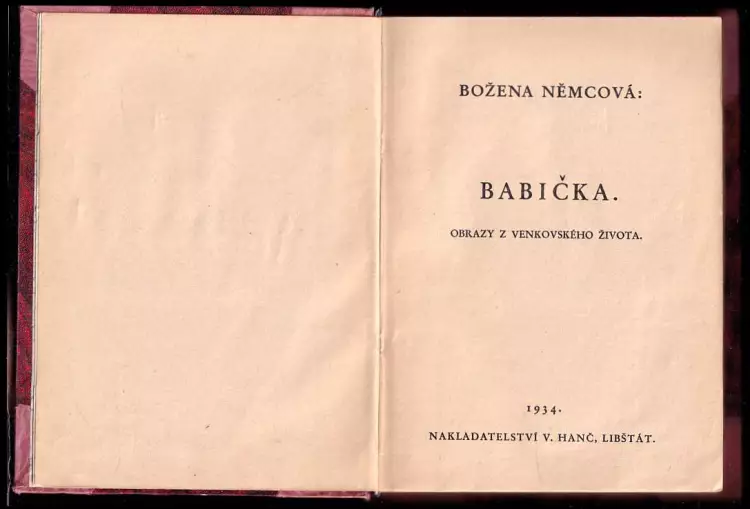 BOŽENA NĚMCOVÁ:
BABIČKA.
OBRAZY Z VENKOVSKÉHO ŽIVOTA.
1934.
NAKLADATELSTVÍ V. HANČ, LIBŠTÁT.